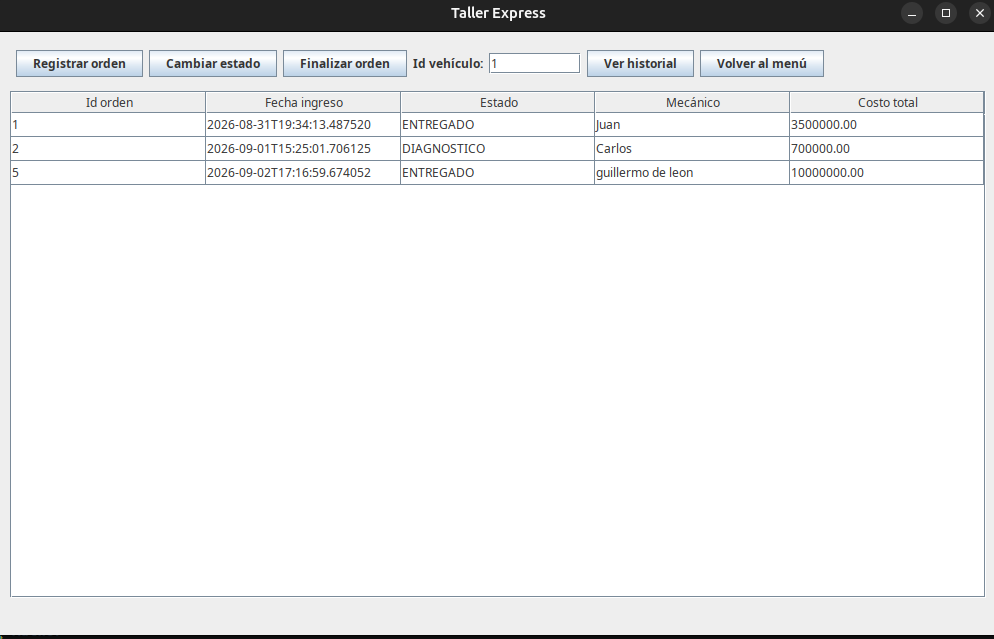 Taller Express
Registrar orden Cambiar estado Finalizar orden Id vehículo: 1 Ver historial Volver al menú
Id orden Fecha ingreso Estado Mecánico Costo total
1 2026-08-31T19:34:13.487520 ENTREGADO Juan 3500000.00
2 2026-09-01T15:25:01.706125 DIAGNOSTICO Carlos 700000.00
5 2026-09-02T17:16:59.674052 ENTREGADO guillermo de leon 10000000.00